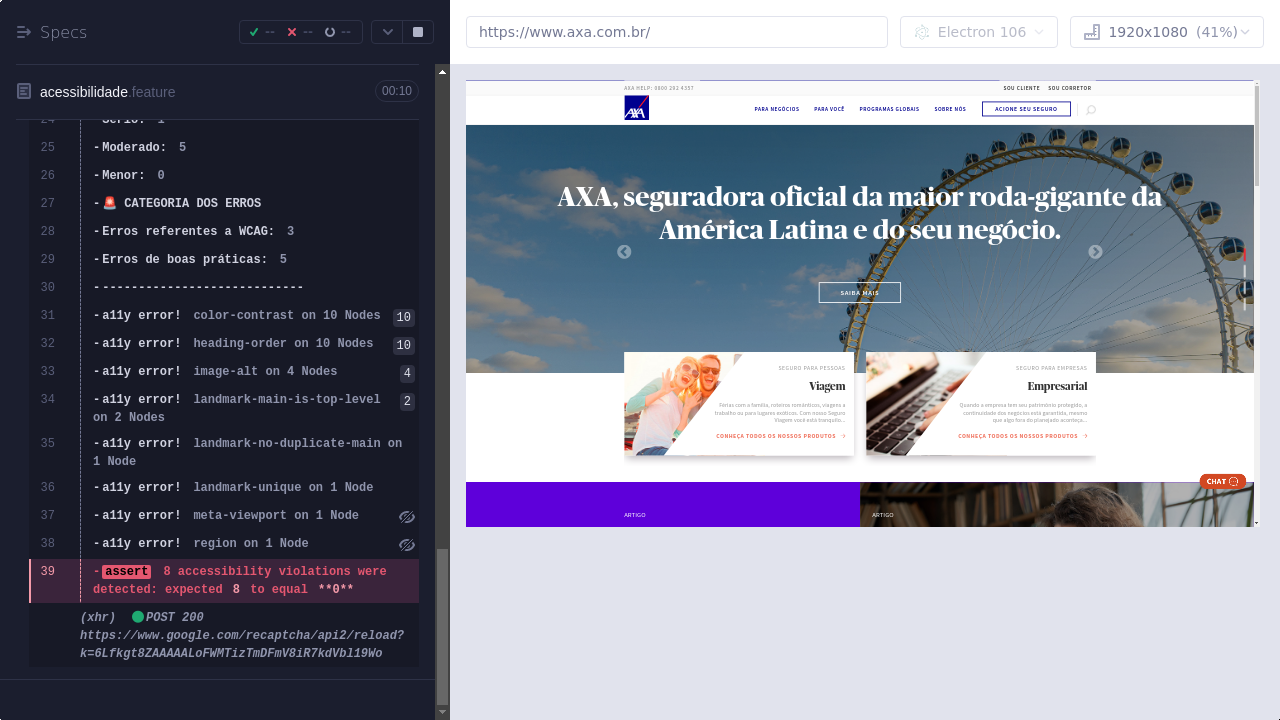 Specs
-- -- --
https://www.axa.com.br/
Electron 106
1920x1080 (41%)
acessibilidade.feature
00:10
24 - Sério: 1
25 - Moderado: 5
26 - Menor: 0
27 - 🚨 CATEGORIA DOS ERROS
28 - Erros referentes a WCAG: 3
29 - Erros de boas práticas: 5
30 - ----------------------------
31 - a11y error! color-contrast on 10 Nodes 10
32 - a11y error! heading-order on 10 Nodes 10
33 - a11y error! image-alt on 4 Nodes 4
34 - a11y error! landmark-main-is-top-level 2
on 2 Nodes
35 - a11y error! landmark-no-duplicate-main on
1 Node
36 - a11y error! landmark-unique on 1 Node
37 - a11y error! meta-viewport on 1 Node
38 - a11y error! region on 1 Node
39 - assert 8 accessibility violations were
detected: expected 8 to equal **0**
(xhr) POST 200
https://www.google.com/recaptcha/api2/reload?
k=6Lfkgt8ZAAAAALoFWMTizTmDFmV8iR7kdVbl19Wo
AXA HELP: 0800 292 4357
SOU CLIENTE SOU CORRETOR
AXA
PARA NEGÓCIOS PARA VOCÊ PROGRAMAS GLOBAIS SOBRE NÓS ACIONE SEU SEGURO
AXA, seguradora oficial da maior roda-gigante da
América Latina e do seu negócio.
SAIBA MAIS
SEGURO PARA PESSOAS
Viagem
Férias com a família, roteiros românticos, viagens a
trabalho ou para lugares exóticos. Com nosso Seguro
Viagem você está tranquilo...
CONHEÇA TODOS OS NOSSOS PRODUTOS
SEGURO PARA EMPRESAS
Empresarial
Quando a empresa tem seu patrimônio protegido, a
continuidade dos negócios está garantida, mesmo
que algo fora do planejado aconteça...
CONHEÇA TODOS OS NOSSOS PRODUTOS
CHAT
ARTIGO
ARTIGO